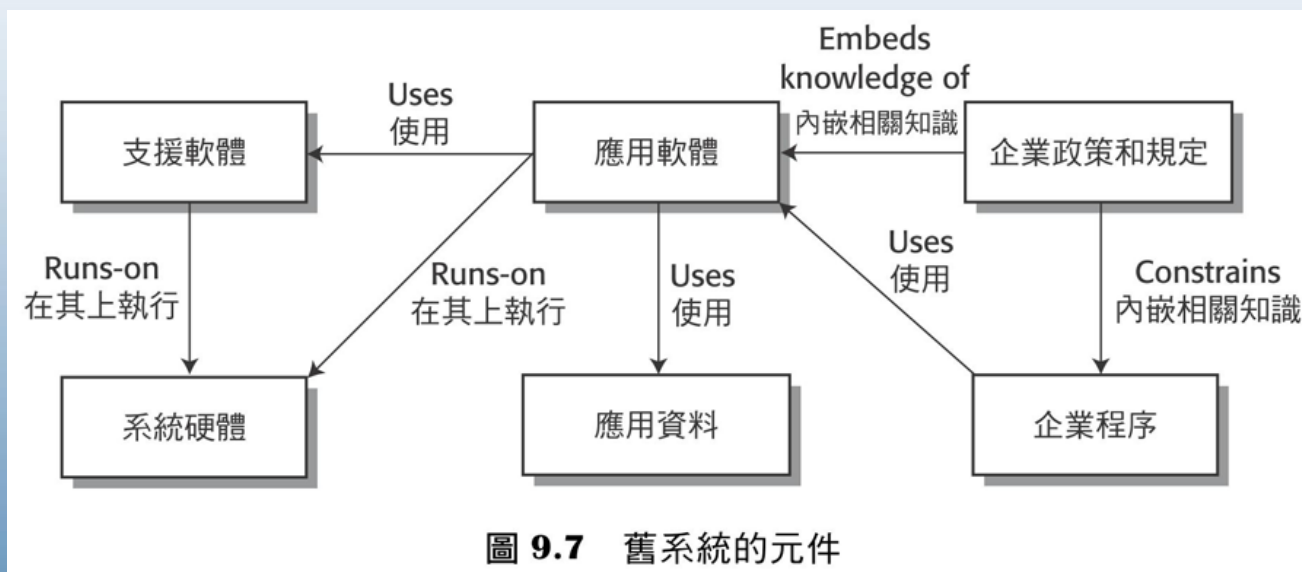 Embeds
knowledge of
內嵌相關知識
Uses
使用
支援軟體
應用軟體
企業政策和規定
Runs-on
在其上執行
Runs-on
在其上執行
Uses
使用
Uses
使用
Constrains
內嵌相關知識
系統硬體
應用資料
企業程序
圖 9.7 舊系統的元件